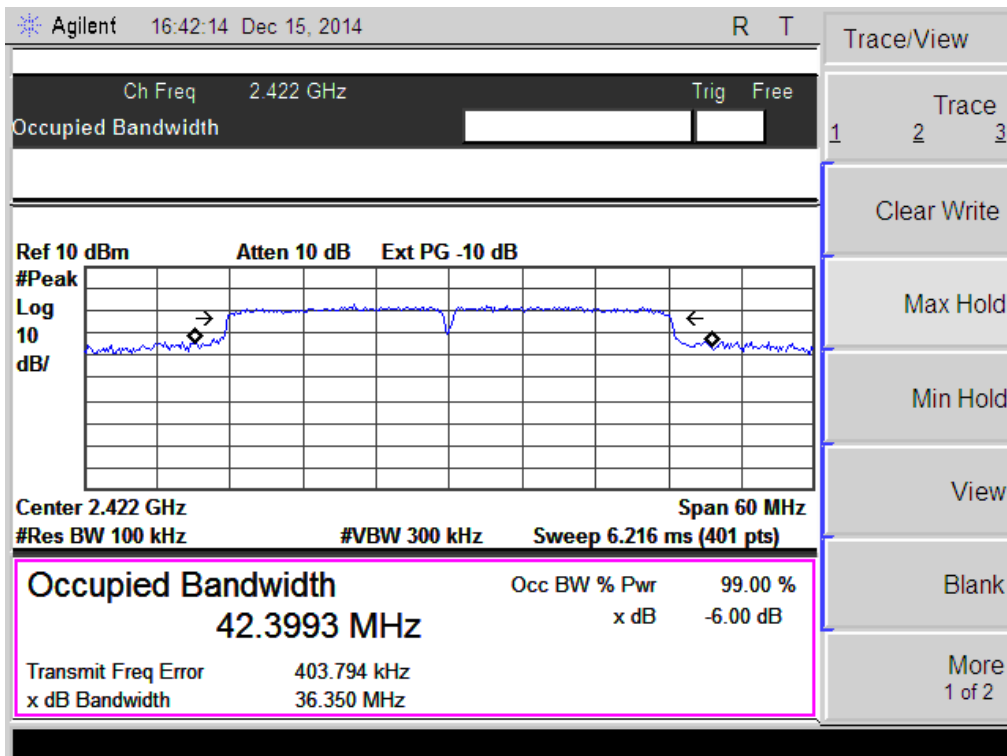 Agilent 16:42:14 Dec 15, 2014 R T
Trace/View
Ch Freq 2.422 GHz Trig Free
Occupied Bandwidth
Trace
1 2 3
Clear Write
Max Hold
Min Hold
View
Blank
More
1 of 2
Ref 10 dBm Atten 10 dB Ext PG -10 dB
#Peak
Log
10
dB/
Center 2.422 GHz Span 60 MHz
#Res BW 100 kHz #VBW 300 kHz Sweep 6.216 ms (401 pts)
Occupied Bandwidth Occ BW % Pwr 99.00 %
42.3993 MHz x dB -6.00 dB
Transmit Freq Error 403.794 kHz
x dB Bandwidth 36.350 MHz